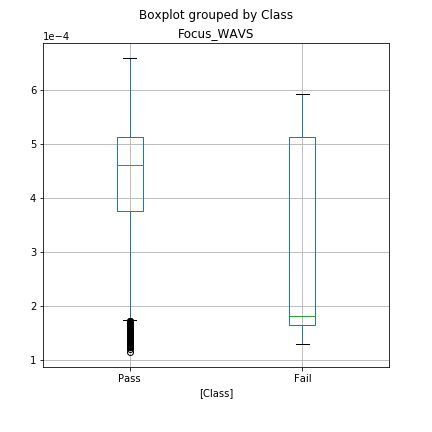 Boxplot grouped by Class
Focus_WAVS
1e−4
6
5
4
3
2
1
Pass Fail
[Class]